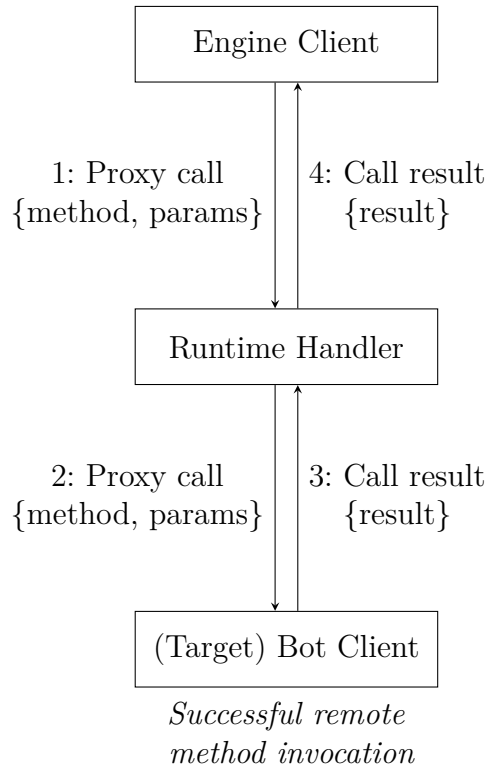 Engine Client
1: Proxy call
{method, params}
4: Call result
{result}
Runtime Handler
2: Proxy call
{method, params}
3: Call result
{result}
(Target) Bot Client
Successful remote
method invocation